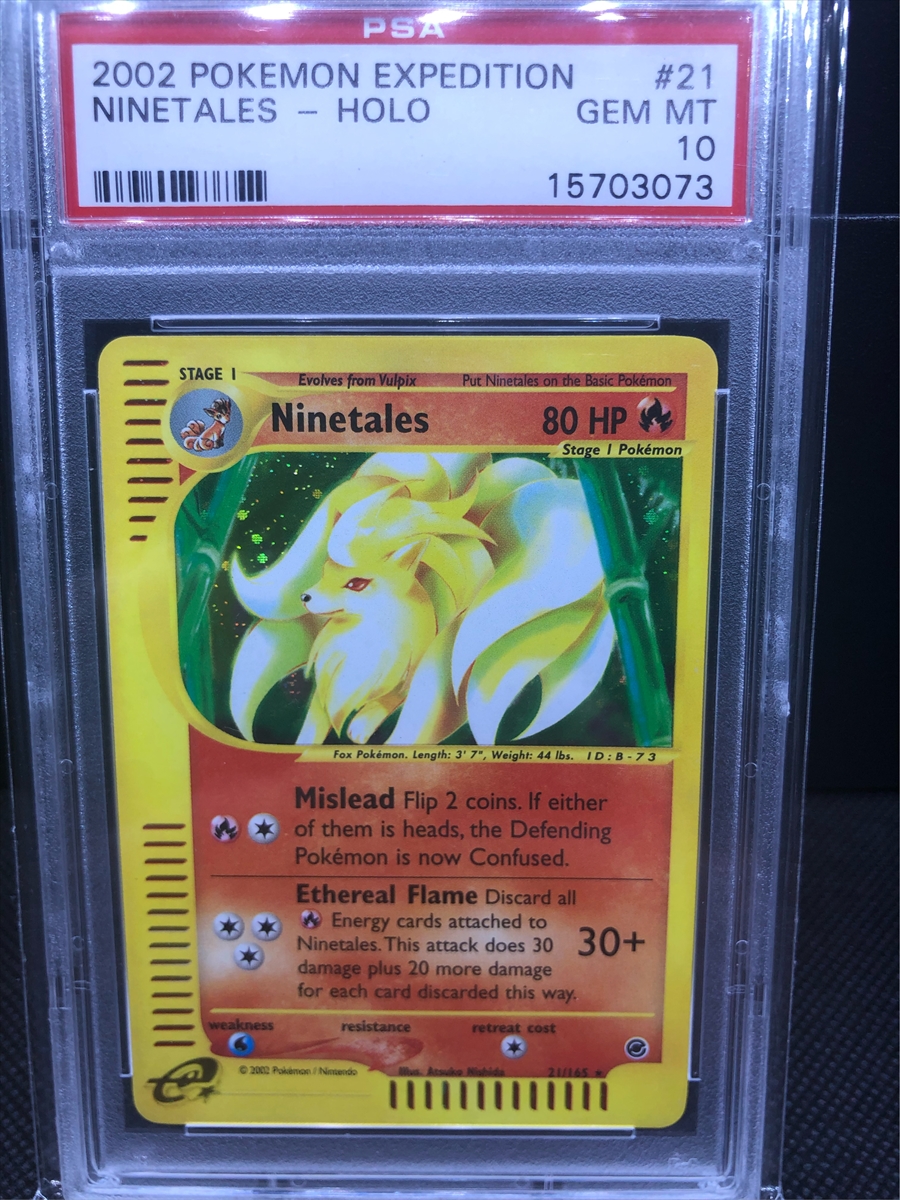 PSA
2002 POKEMON EXPEDITION #21
NINETALES - HOLO GEM MT
10
15703073
STAGE 1 Evolves from Vulpix Put Ninetales on the Basic Pokémon
Ninetales 80 HP
Stage 1 Pokémon
Fox Pokémon. Length: 3' 7", Weight: 44 lbs. ID:B-73
Mislead Flip 2 coins. If either
of them is heads, the Defending
Pokémon is now Confused.
Ethereal Flame Discard all
Energy cards attached to
Ninetales. This attack does 30 30+
damage plus 20 more damage
for each card discarded this way.
weakness resistance retreat cost
© 2002 Pokémon / Nintendo Illus. Atsuko Nishida 21/165 ★
e